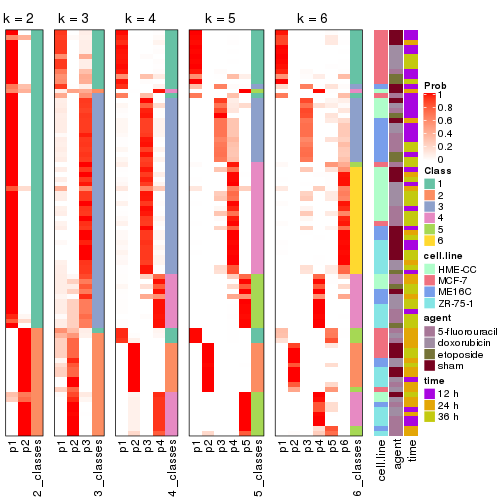 k = 2
k = 3
k = 4
k = 5
k = 6
Prob
1
0.8
0.6
0.4
0.2
0
Class
1
2
3
4
5
6
cell.line
HME-CC
MCF-7
ME16C
ZR-75-1
agent
5-fluorouracil
doxorubicin
etoposide
sham
time
12 h
24 h
36 h
p1
p2
2_classes
p1
p2
p3
3_classes
p1
p2
p3
p4
4_classes
p1
p2
p3
p4
p5
5_classes
p1
p2
p3
p4
p5
p6
6_classes
cell.line
agent
time